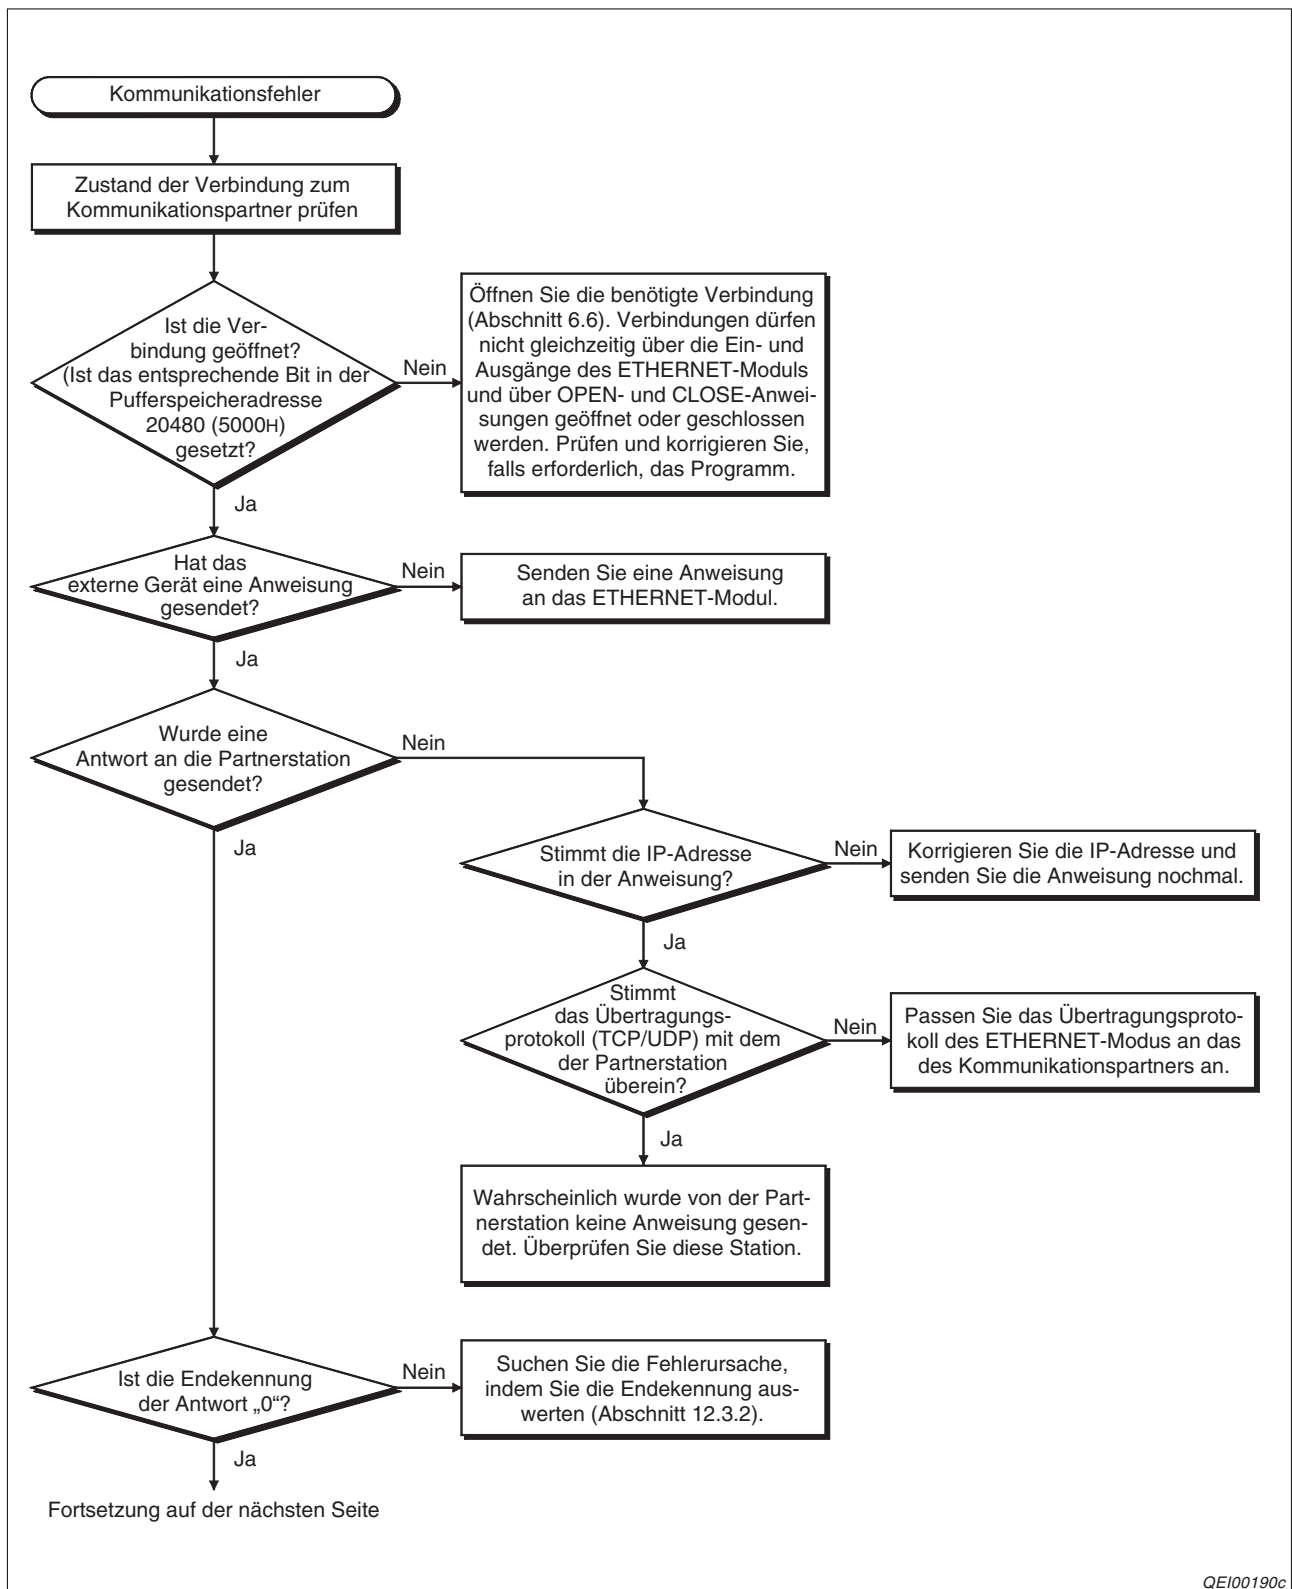 Kommunikationsfehler
Zustand der Verbindung zum
Kommunikationspartner prüfen
Ist die Ver-
bindung geöffnet?
(Ist das entsprechende Bit in der
Pufferspeicheradresse
20480 (5000H)
gesetzt?
Nein
Öffnen Sie die benötigte Verbindung
(Abschnitt 6.6). Verbindungen dürfen
nicht gleichzeitig über die Ein- und
Ausgänge des ETHERNET-Moduls
und über OPEN- und CLOSE-Anwei-
sungen geöffnet oder geschlossen
werden. Prüfen und korrigieren Sie,
falls erforderlich, das Programm.
Ja
Hat das
externe Gerät eine Anweisung
gesendet?
Nein
Senden Sie eine Anweisung
an das ETHERNET-Modul.
Ja
Wurde eine
Antwort an die Partnerstation
gesendet?
Nein
Ja
Stimmt die IP-Adresse
in der Anweisung?
Nein
Korrigieren Sie die IP-Adresse und
senden Sie die Anweisung nochmal.
Ja
Stimmt
das Übertragungs-
protokoll (TCP/UDP) mit dem
der Partnerstation
überein?
Nein
Passen Sie das Übertragungsproto-
koll des ETHERNET-Modus an das
des Kommunikationspartners an.
Ja
Wahrscheinlich wurde von der Part-
nerstation keine Anweisung gesen-
det. Überprüfen Sie diese Station.
Ist die Endekennung
der Antwort „0“?
Nein
Suchen Sie die Fehlerursache,
indem Sie die Endekennung aus-
werten (Abschnitt 12.3.2).
Ja
Fortsetzung auf der nächsten Seite
QEI00190c